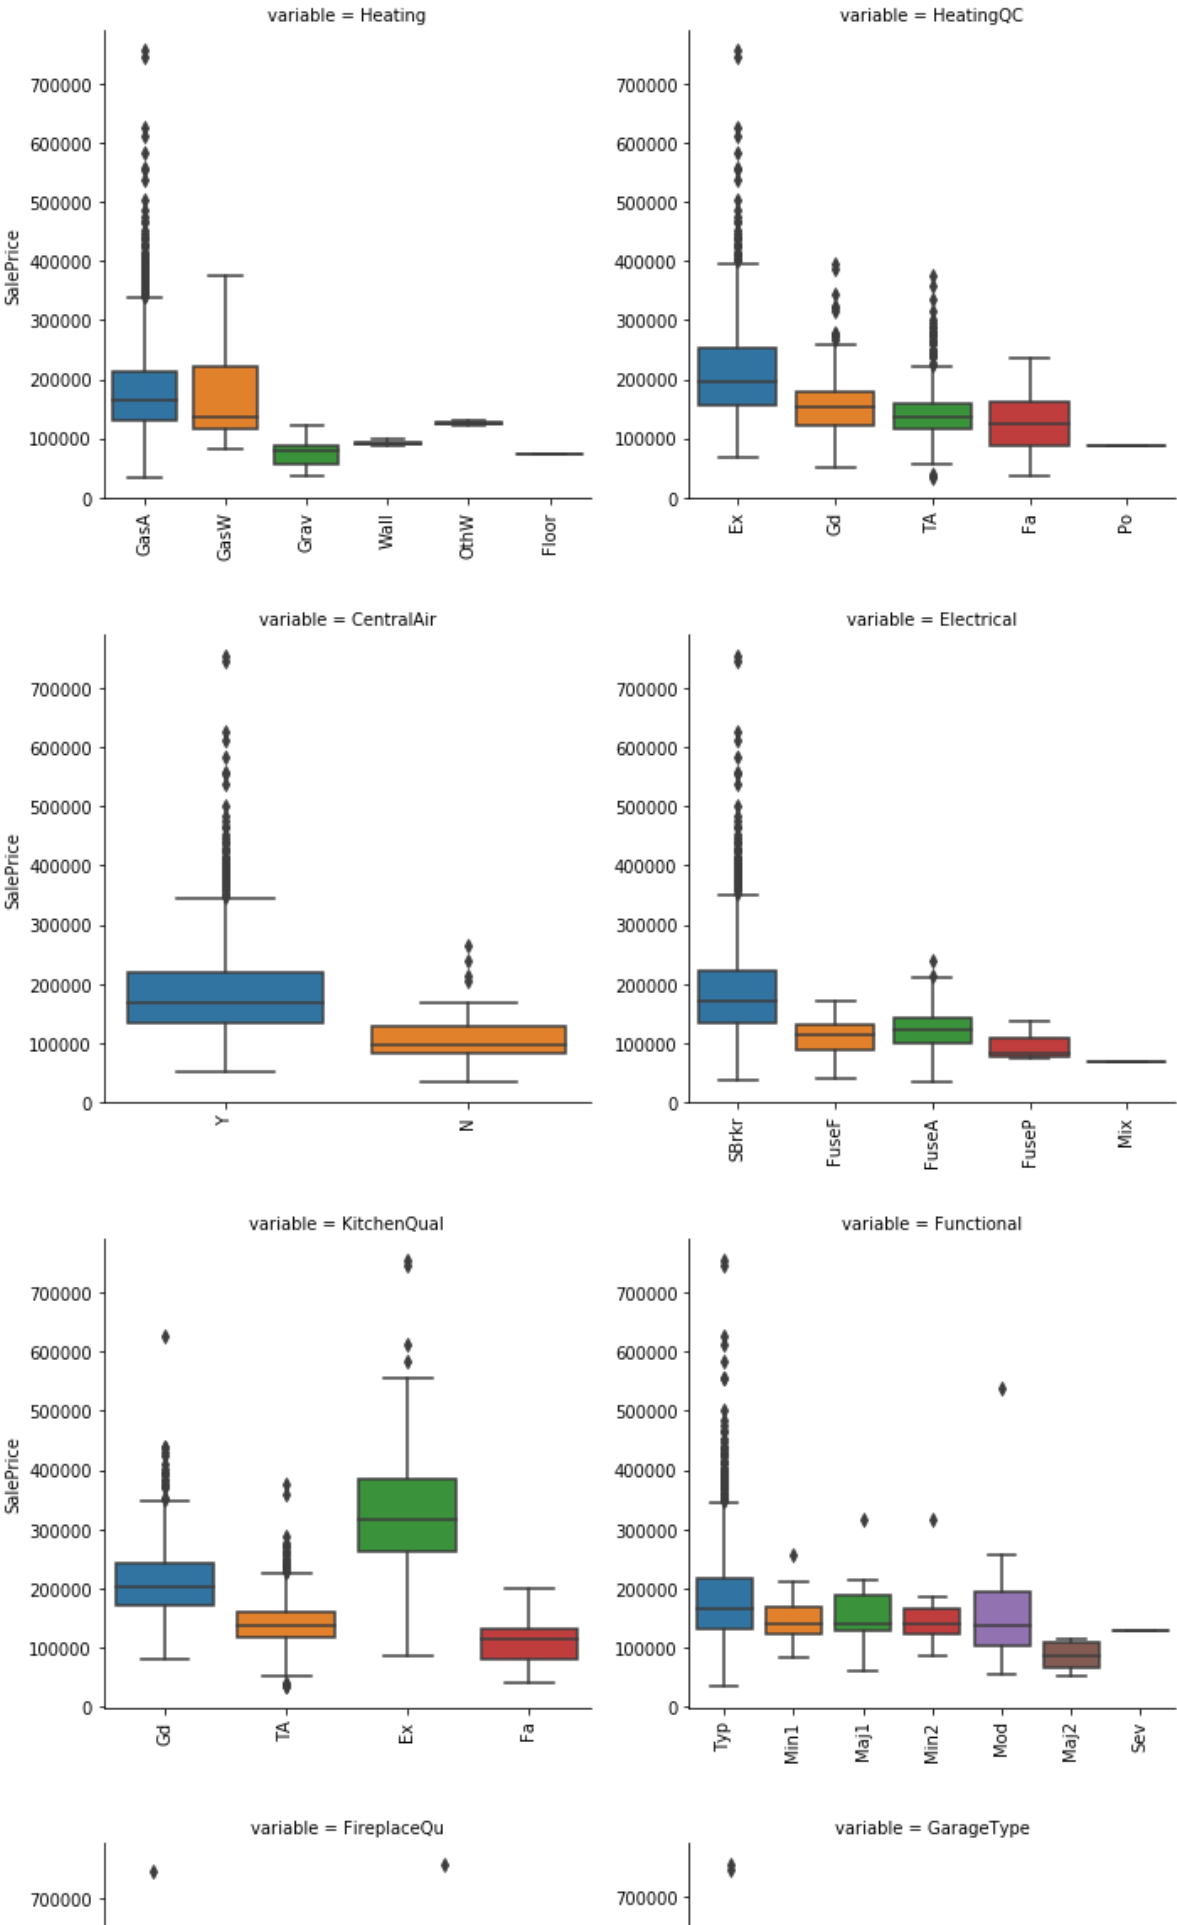 variable = Heating
700000
600000
500000
400000
300000
200000
100000
0
SalePrice
GasA
GasW
Grav
Wall
OthW
Floor
variable = HeatingQC
700000
600000
500000
400000
300000
200000
100000
0
Ex
Gd
TA
Fa
Po
variable = CentralAir
700000
600000
500000
400000
300000
200000
100000
0
SalePrice
Y
N
variable = Electrical
700000
600000
500000
400000
300000
200000
100000
0
SBrkr
FuseF
FuseA
FuseP
Mix
variable = KitchenQual
700000
600000
500000
400000
300000
200000
100000
0
SalePrice
Gd
TA
Ex
Fa
variable = Functional
700000
600000
500000
400000
300000
200000
100000
0
Typ
Min1
Maj1
Min2
Mod
Maj2
Sev
variable = FireplaceQu
700000
variable = GarageType
700000